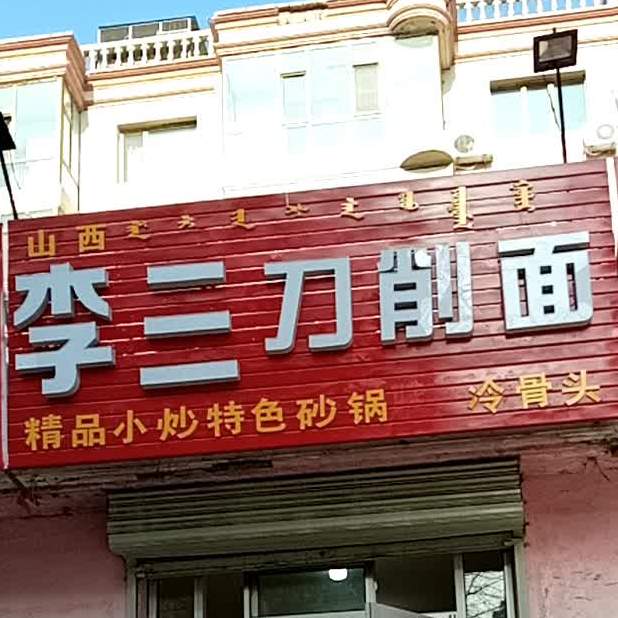 山西
李三刀削面
精品小炒特色砂锅 冷骨头